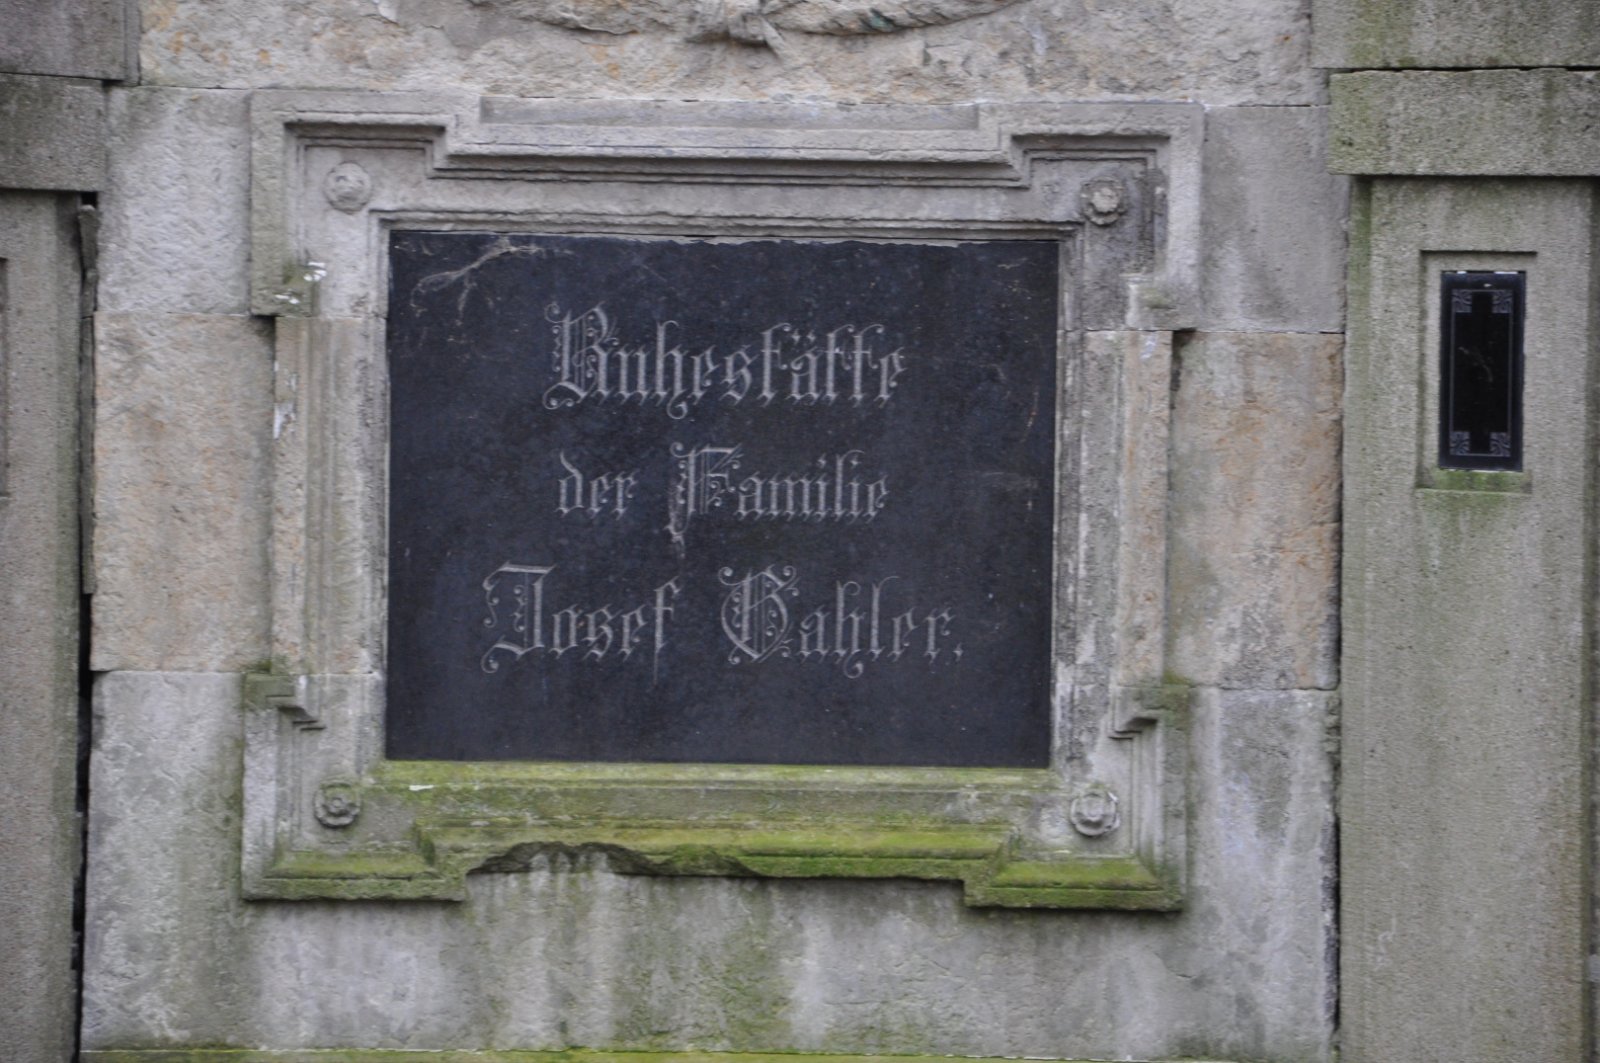 Ruhestätte
der Familie
Josef Gahler.